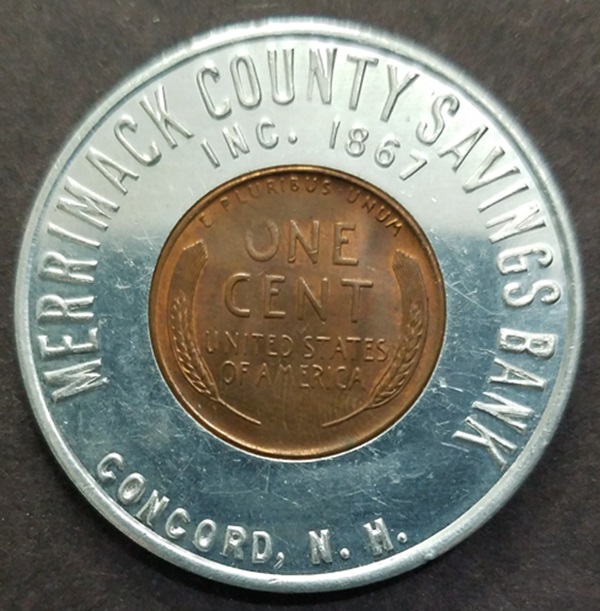 MERRIMACK COUNTY SAVINGS BANK
INC. 1867
E PLURIBUS UNUM
ONE
CENT
UNITED STATES
OF AMERICA
CONCORD, N. H.